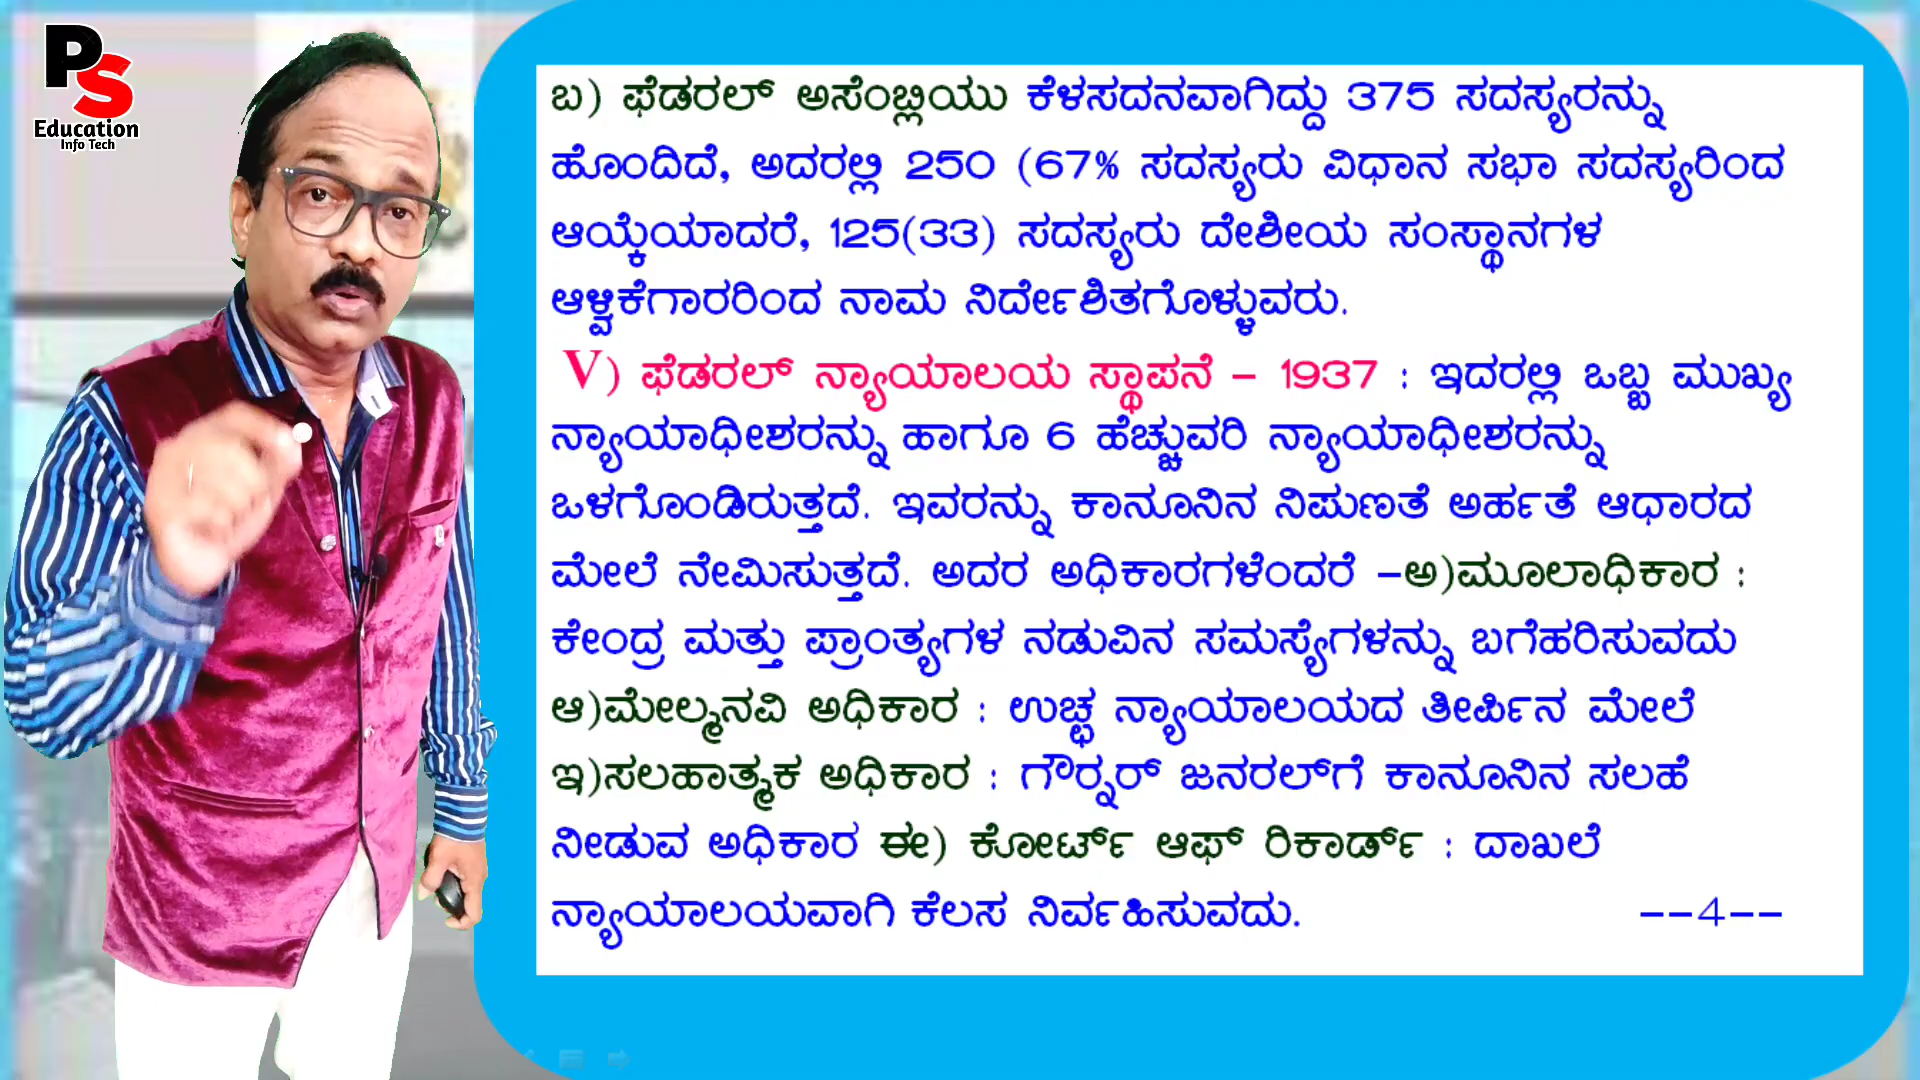 PS
Education
Info Tech
ಬ) ಫೆಡರಲ್ ಅಸೆಂಬ್ಲಿಯು ಕೆಳಸದನವಾಗಿದ್ದು 375 ಸದಸ್ಯರನ್ನು
ಹೊಂದಿದೆ, ಅದರಲ್ಲಿ 250 (67% ಸದಸ್ಯರು ವಿಧಾನ ಸಭಾ ಸದಸ್ಯರಿಂದ
ಆಯ್ಕೆಯಾದರೆ, 125(33) ಸದಸ್ಯರು ದೇಶೀಯ ಸಂಸ್ಥಾನಗಳ
ಆಳ್ವಿಕೆಗಾರರಿಂದ ನಾಮ ನಿರ್ದೇಶಿತಗೊಳ್ಳುವರು.
V) ಫೆಡರಲ್ ನ್ಯಾಯಾಲಯ ಸ್ಥಾಪನೆ – 1937 : ಇದರಲ್ಲಿ ಒಬ್ಬ ಮುಖ್ಯ
ನ್ಯಾಯಾಧೀಶರನ್ನು ಹಾಗೂ 6 ಹೆಚ್ಚುವರಿ ನ್ಯಾಯಾಧೀಶರನ್ನು
ಒಳಗೊಂಡಿರುತ್ತದೆ. ಇವರನ್ನು ಕಾನೂನಿನ ನಿಪುಣತೆ ಅರ್ಹತೆ ಆಧಾರದ
ಮೇಲೆ ನೇಮಿಸುತ್ತದೆ. ಅದರ ಅಧಿಕಾರಗಳೆಂದರೆ –ಅ)ಮೂಲಾಧಿಕಾರ :
ಕೇಂದ್ರ ಮತ್ತು ಪ್ರಾಂತ್ಯಗಳ ನಡುವಿನ ಸಮಸ್ಯೆಗಳನ್ನು ಬಗೆಹರಿಸುವದು
ಆ)ಮೇಲ್ಮನವಿ ಅಧಿಕಾರ : ಉಚ್ಛ ನ್ಯಾಯಾಲಯದ ತೀರ್ಪಿನ ಮೇಲೆ
ಇ)ಸಲಹಾತ್ಮಕ ಅಧಿಕಾರ : ಗೌರ‍್ನರ್ ಜನರಲ್‌ಗೆ ಕಾನೂನಿನ ಸಲಹೆ
ನೀಡುವ ಅಧಿಕಾರ ಈ) ಕೋರ್ಟ್ ಆಫ್ ರಿಕಾರ್ಡ್ : ದಾಖಲೆ
ನ್ಯಾಯಾಲಯವಾಗಿ ಕೆಲಸ ನಿರ್ವಹಿಸುವದು. --4--